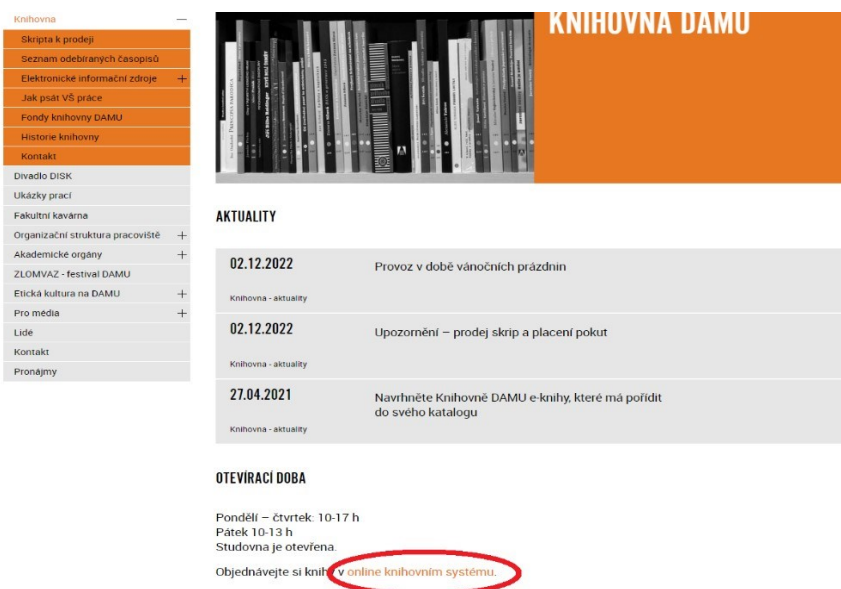 Knihovna
Skripta k prodeji
Seznam odebíraných časopisů
Elektronické informační zdroje
Jak psát VŠ práce
Fondy knihovny DAMU
Historie knihovny
Kontakt
Divadlo DISK
Ukázky prací
Fakultní kavárna
Organizační struktura pracoviště
Akademické orgány
ZLOMVAZ - festival DAMU
Etická kultura na DAMU
Pro média
Lidé
Kontakt
Pronájmy
KNIHOVNA DAMU
AKTUALITY
02.12.2022
Provoz v době vánočních prázdnin
Knihovna - aktuality
02.12.2022
Upozornění – prodej skrip a placení pokut
Knihovna - aktuality
27.04.2021
Navrhněte Knihovně DAMU e-knihy, které má pořídit
do svého katalogu
Knihovna - aktuality
OTEVÍRACÍ DOBA
Pondělí – čtvrtek: 10-17 h
Pátek 10-13 h
Studovna je otevřena.
Objednávejte si knihy v online knihovním systému.